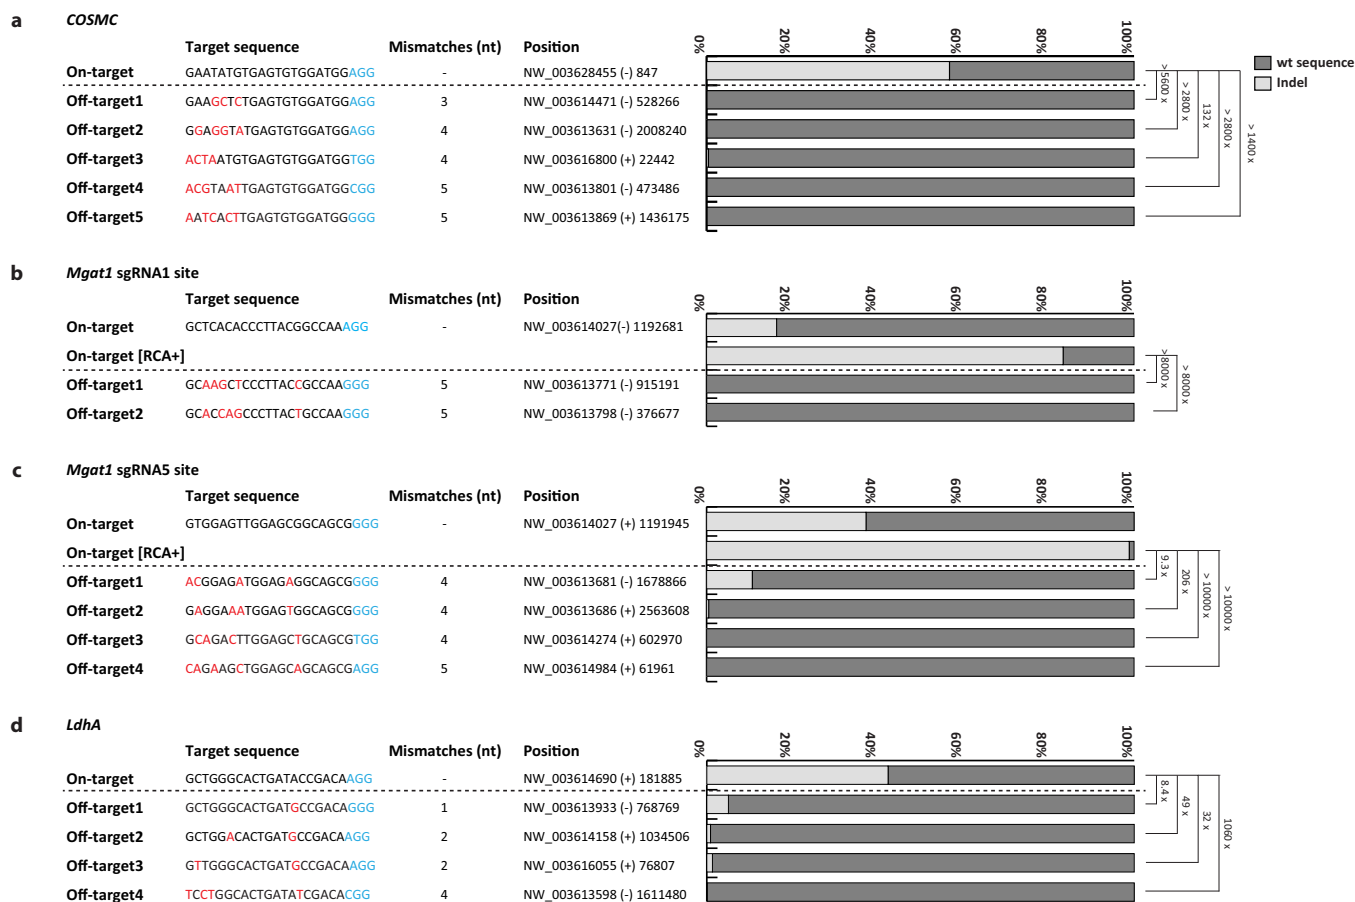 a COSMC
Target sequence Mismatches (nt) Position 0% 20% 40% 60% 80% 100%
On-target GAATATGTGAGTGTGGATGGAGG - NW_003628455 (-) 847
Off-target1 GAAGCTCTGAGTGTGGATGGAGG 3 NW_003614471 (-) 528266
Off-target2 GGAGGTATGAGTGTGGATGGAGG 4 NW_003613631 (-) 2008240
Off-target3 ACTAATGTGAGTGTGGATGGTGG 4 NW_003616800 (+) 22442
Off-target4 ACGTAATTGAGTGTGGATGGCGG 5 NW_003613801 (-) 473486
Off-target5 AATCACTTGAGTGTGGATGGGGG 5 NW_003613869 (+) 1436175
> 5600 x > 2800 x 132 x > 2800 x > 1400 x
wt sequence
Indel
b Mgat1 sgRNA1 site
Target sequence Mismatches (nt) Position 0% 20% 40% 60% 80% 100%
On-target GCTCACACCCTTACGGCCAAAGG - NW_003614027(-) 1192681
On-target [RCA+]
Off-target1 GCAAGCTCCCTTACCGCCAAGGG 5 NW_003613771 (-) 915191
Off-target2 GCACCAGCCCTTACTGCCAAGGG 5 NW_003613798 (-) 376677
> 8000 x > 8000 x
c Mgat1 sgRNA5 site
Target sequence Mismatches (nt) Position 0% 20% 40% 60% 80% 100%
On-target GTGGAGTTGGAGCGGCAGCGGGG - NW_003614027 (+) 1191945
On-target [RCA+]
Off-target1 ACGGAGATGGAGAGGCAGCGGGG 4 NW_003613681 (-) 1678866
Off-target2 GAGGAAATGGAGTGGCAGCGGGG 4 NW_003613686 (+) 2563608
Off-target3 GCAGACTTGGAGCTGCAGCGTGG 4 NW_003614274 (+) 602970
Off-target4 CAGAAGCTGGAGCAGCAGCGAGG 5 NW_003614984 (+) 61961
9.3 x 206 x > 10000 x > 10000 x
d LdhA
Target sequence Mismatches (nt) Position 0% 20% 40% 60% 80% 100%
On-target GCTGGGCACTGATACCGACAAGG - NW_003614690 (+) 181885
Off-target1 GCTGGGCACTGATGCCGACAGGG 1 NW_003613933 (-) 768769
Off-target2 GCTGGACACTGATGCCGACAAGG 2 NW_003614158 (+) 1034506
Off-target3 GTTGGGCACTGATGCCGACAAGG 2 NW_003616055 (+) 76807
Off-target4 TCCTGGCACTGATATCGACACGG 4 NW_003613598 (-) 1611480
8.4 x 49 x 32 x 1060 x